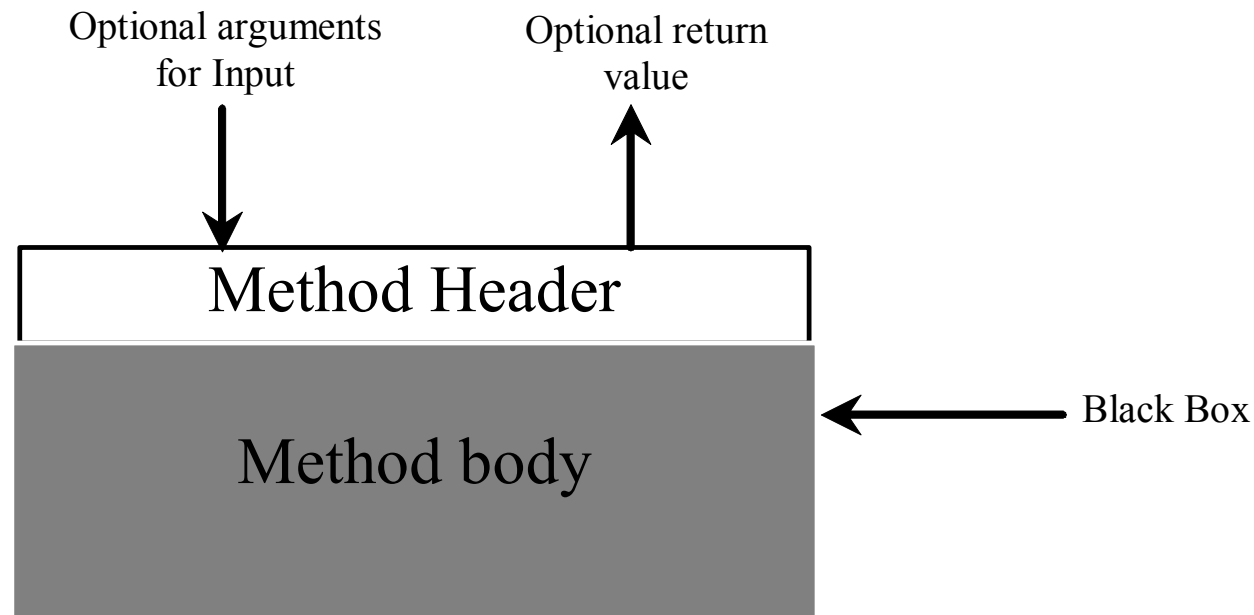 Optional arguments
for Input
Optional return
value
Method Header
Method body
Black Box